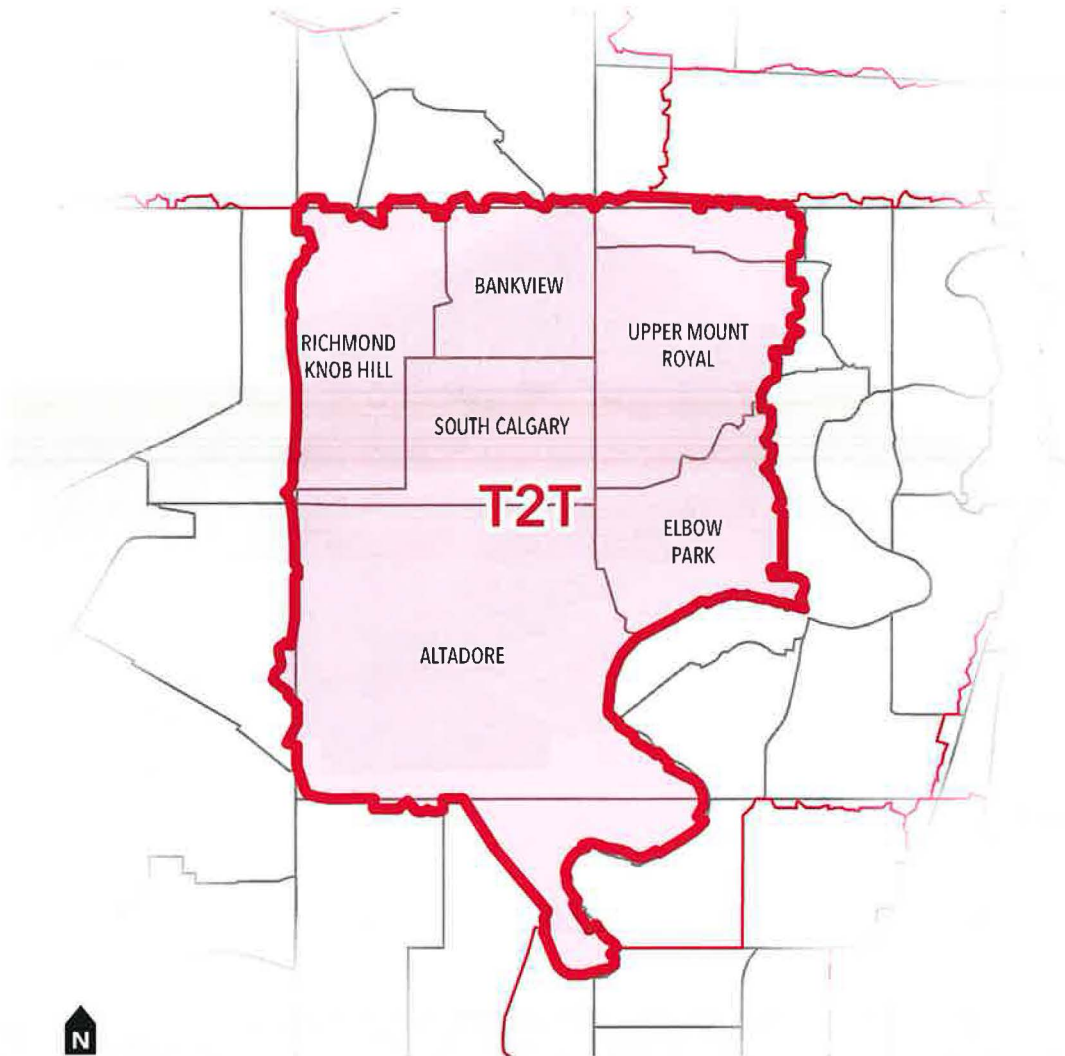 BANKVIEW
UPPER MOUNT
ROYAL
RICHMOND
KNOB HILL
SOUTH CALGARY
T2T
ELBOW
PARK
ALTADORE
N